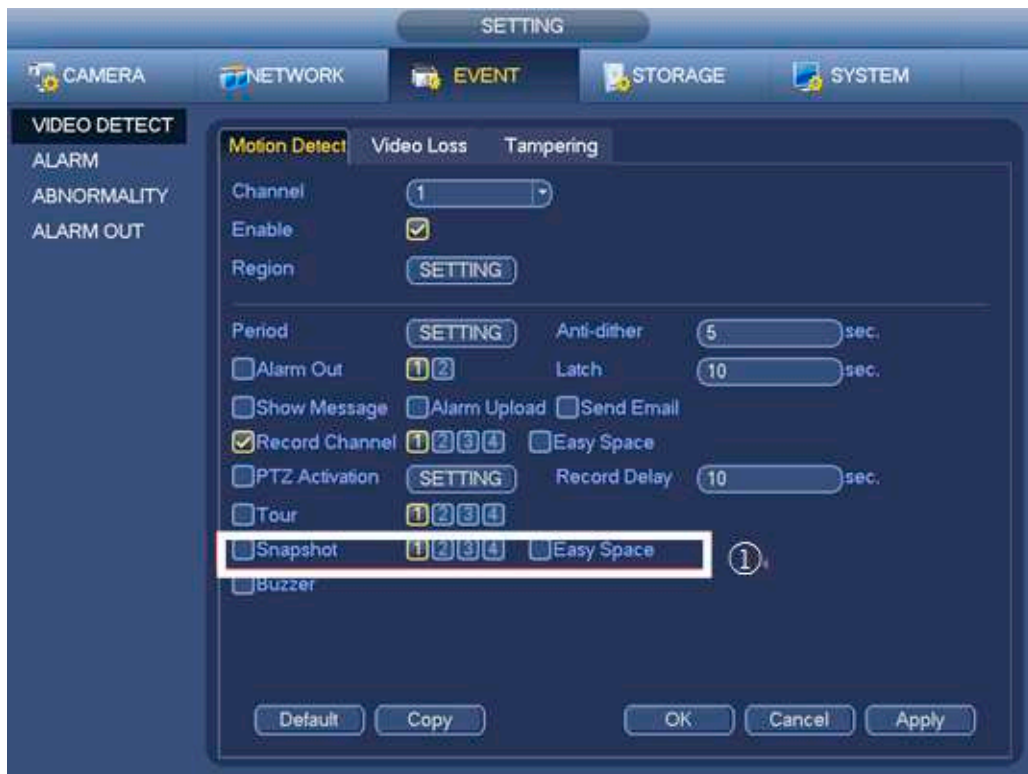 SETTING
CAMERA NETWORK EVENT STORAGE SYSTEM
VIDEO DETECT
ALARM
ABNORMALITY
ALARM OUT
Motion Detect Video Loss Tampering
Channel 1
Enable
Region SETTING
Period SETTING Anti-dither 5 sec.
Alarm Out 1 2 Latch 10 sec.
Show Message Alarm Upload Send Email
Record Channel 1 2 3 4 Easy Space
PTZ Activation SETTING Record Delay 10 sec.
Tour 1 2 3 4
Snapshot 1 2 3 4 Easy Space ①
Buzzer
Default Copy OK Cancel Apply